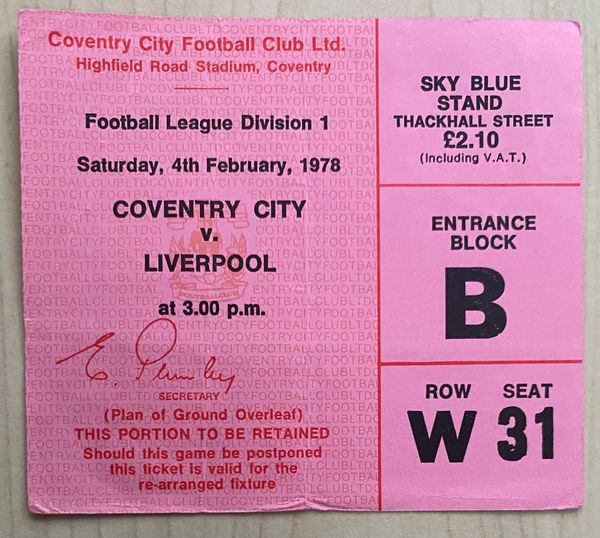 Coventry City Football Club Ltd.
Highfield Road Stadium, Coventry
Football League Division 1
Saturday, 4th February, 1978
COVENTRY CITY
v.
LIVERPOOL
at 3.00 p.m.
E. Plumley
SECRETARY
(Plan of Ground Overleaf)
THIS PORTION TO BE RETAINED
Should this game be postponed
this ticket is valid for the
re-arranged fixture
SKY BLUE
STAND
THACKHALL STREET
£2.10
(Including V.A.T.)
ENTRANCE
BLOCK
B
ROW SEAT
W 31